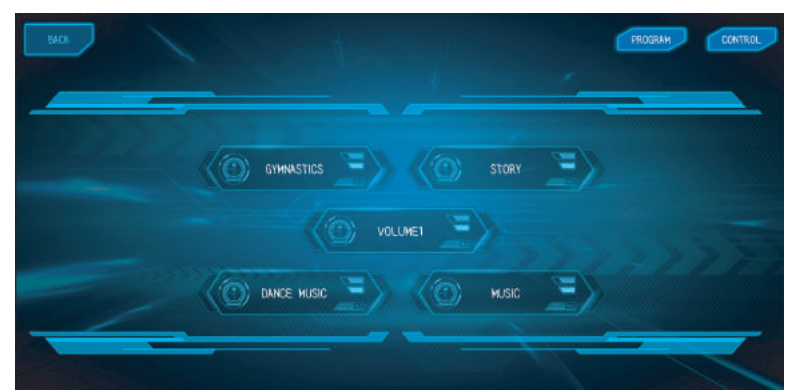 BACK
PROGRAM
CONTROL
GYMNASTICS
STORY
VOLUME1
DANCE MUSIC
MUSIC